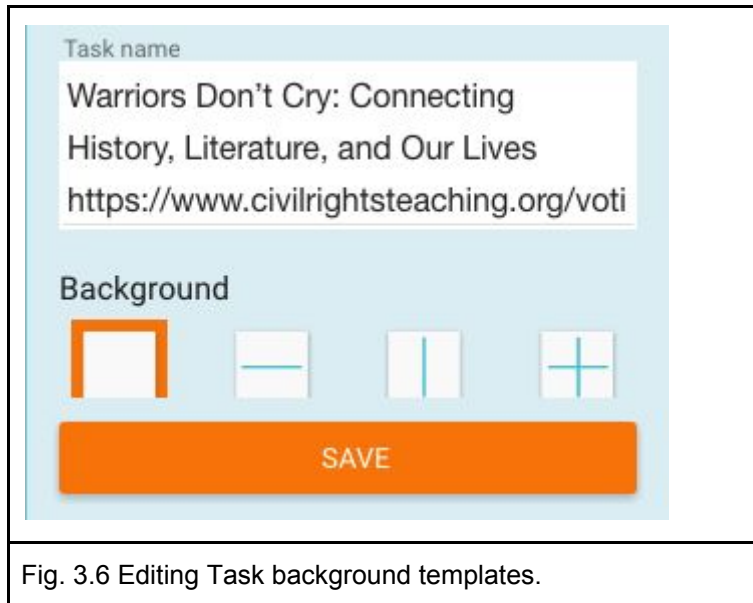 Task name
Warriors Don’t Cry: Connecting
History, Literature, and Our Lives
https://www.civilrightsteaching.org/voti
Background
SAVE
Fig. 3.6 Editing Task background templates.